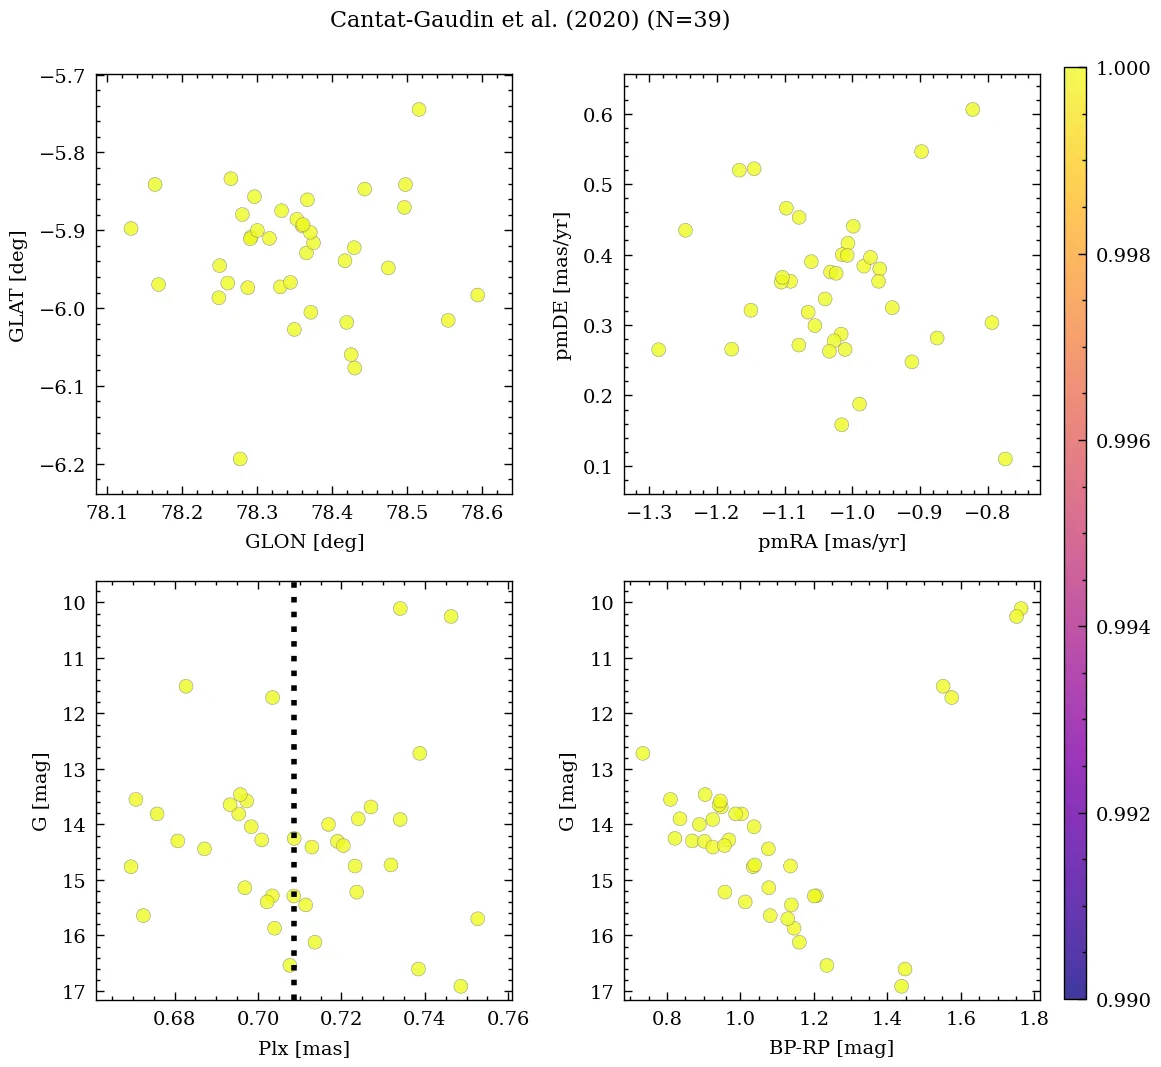 Cantat-Gaudin et al. (2020) (N=39)
−5.7
−5.8
−5.9
−6.0
−6.1
−6.2
GLAT [deg]
78.1 78.2 78.3 78.4 78.5 78.6
GLON [deg]
0.6
0.5
0.4
0.3
0.2
0.1
pmDE [mas/yr]
−1.3 −1.2 −1.1 −1.0 −0.9 −0.8
pmRA [mas/yr]
10
11
12
13
14
15
16
17
G [mag]
0.68 0.70 0.72 0.74 0.76
Plx [mas]
10
11
12
13
14
15
16
17
G [mag]
0.8 1.0 1.2 1.4 1.6 1.8
BP-RP [mag]
1.000
0.998
0.996
0.994
0.992
0.990